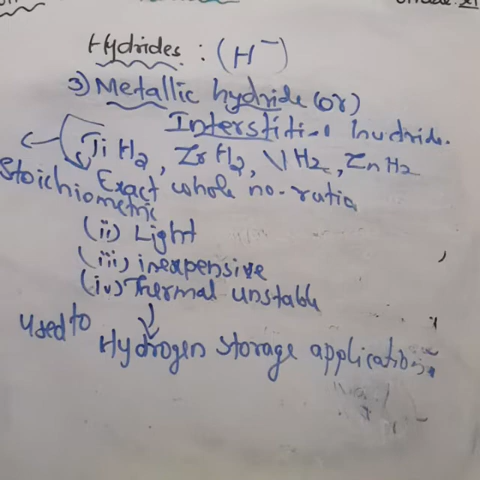 Hydrides : (H⁻)
3) Metallic hydride (or)
Interstitial hydride.
TiH2, ZrH2, VH2, ZnH2
Stoichiometric
Exact whole no. ratio
(ii) Light
(iii) inexpensive
(iv) Thermal unstable
used to
Hydrogen storage applications.